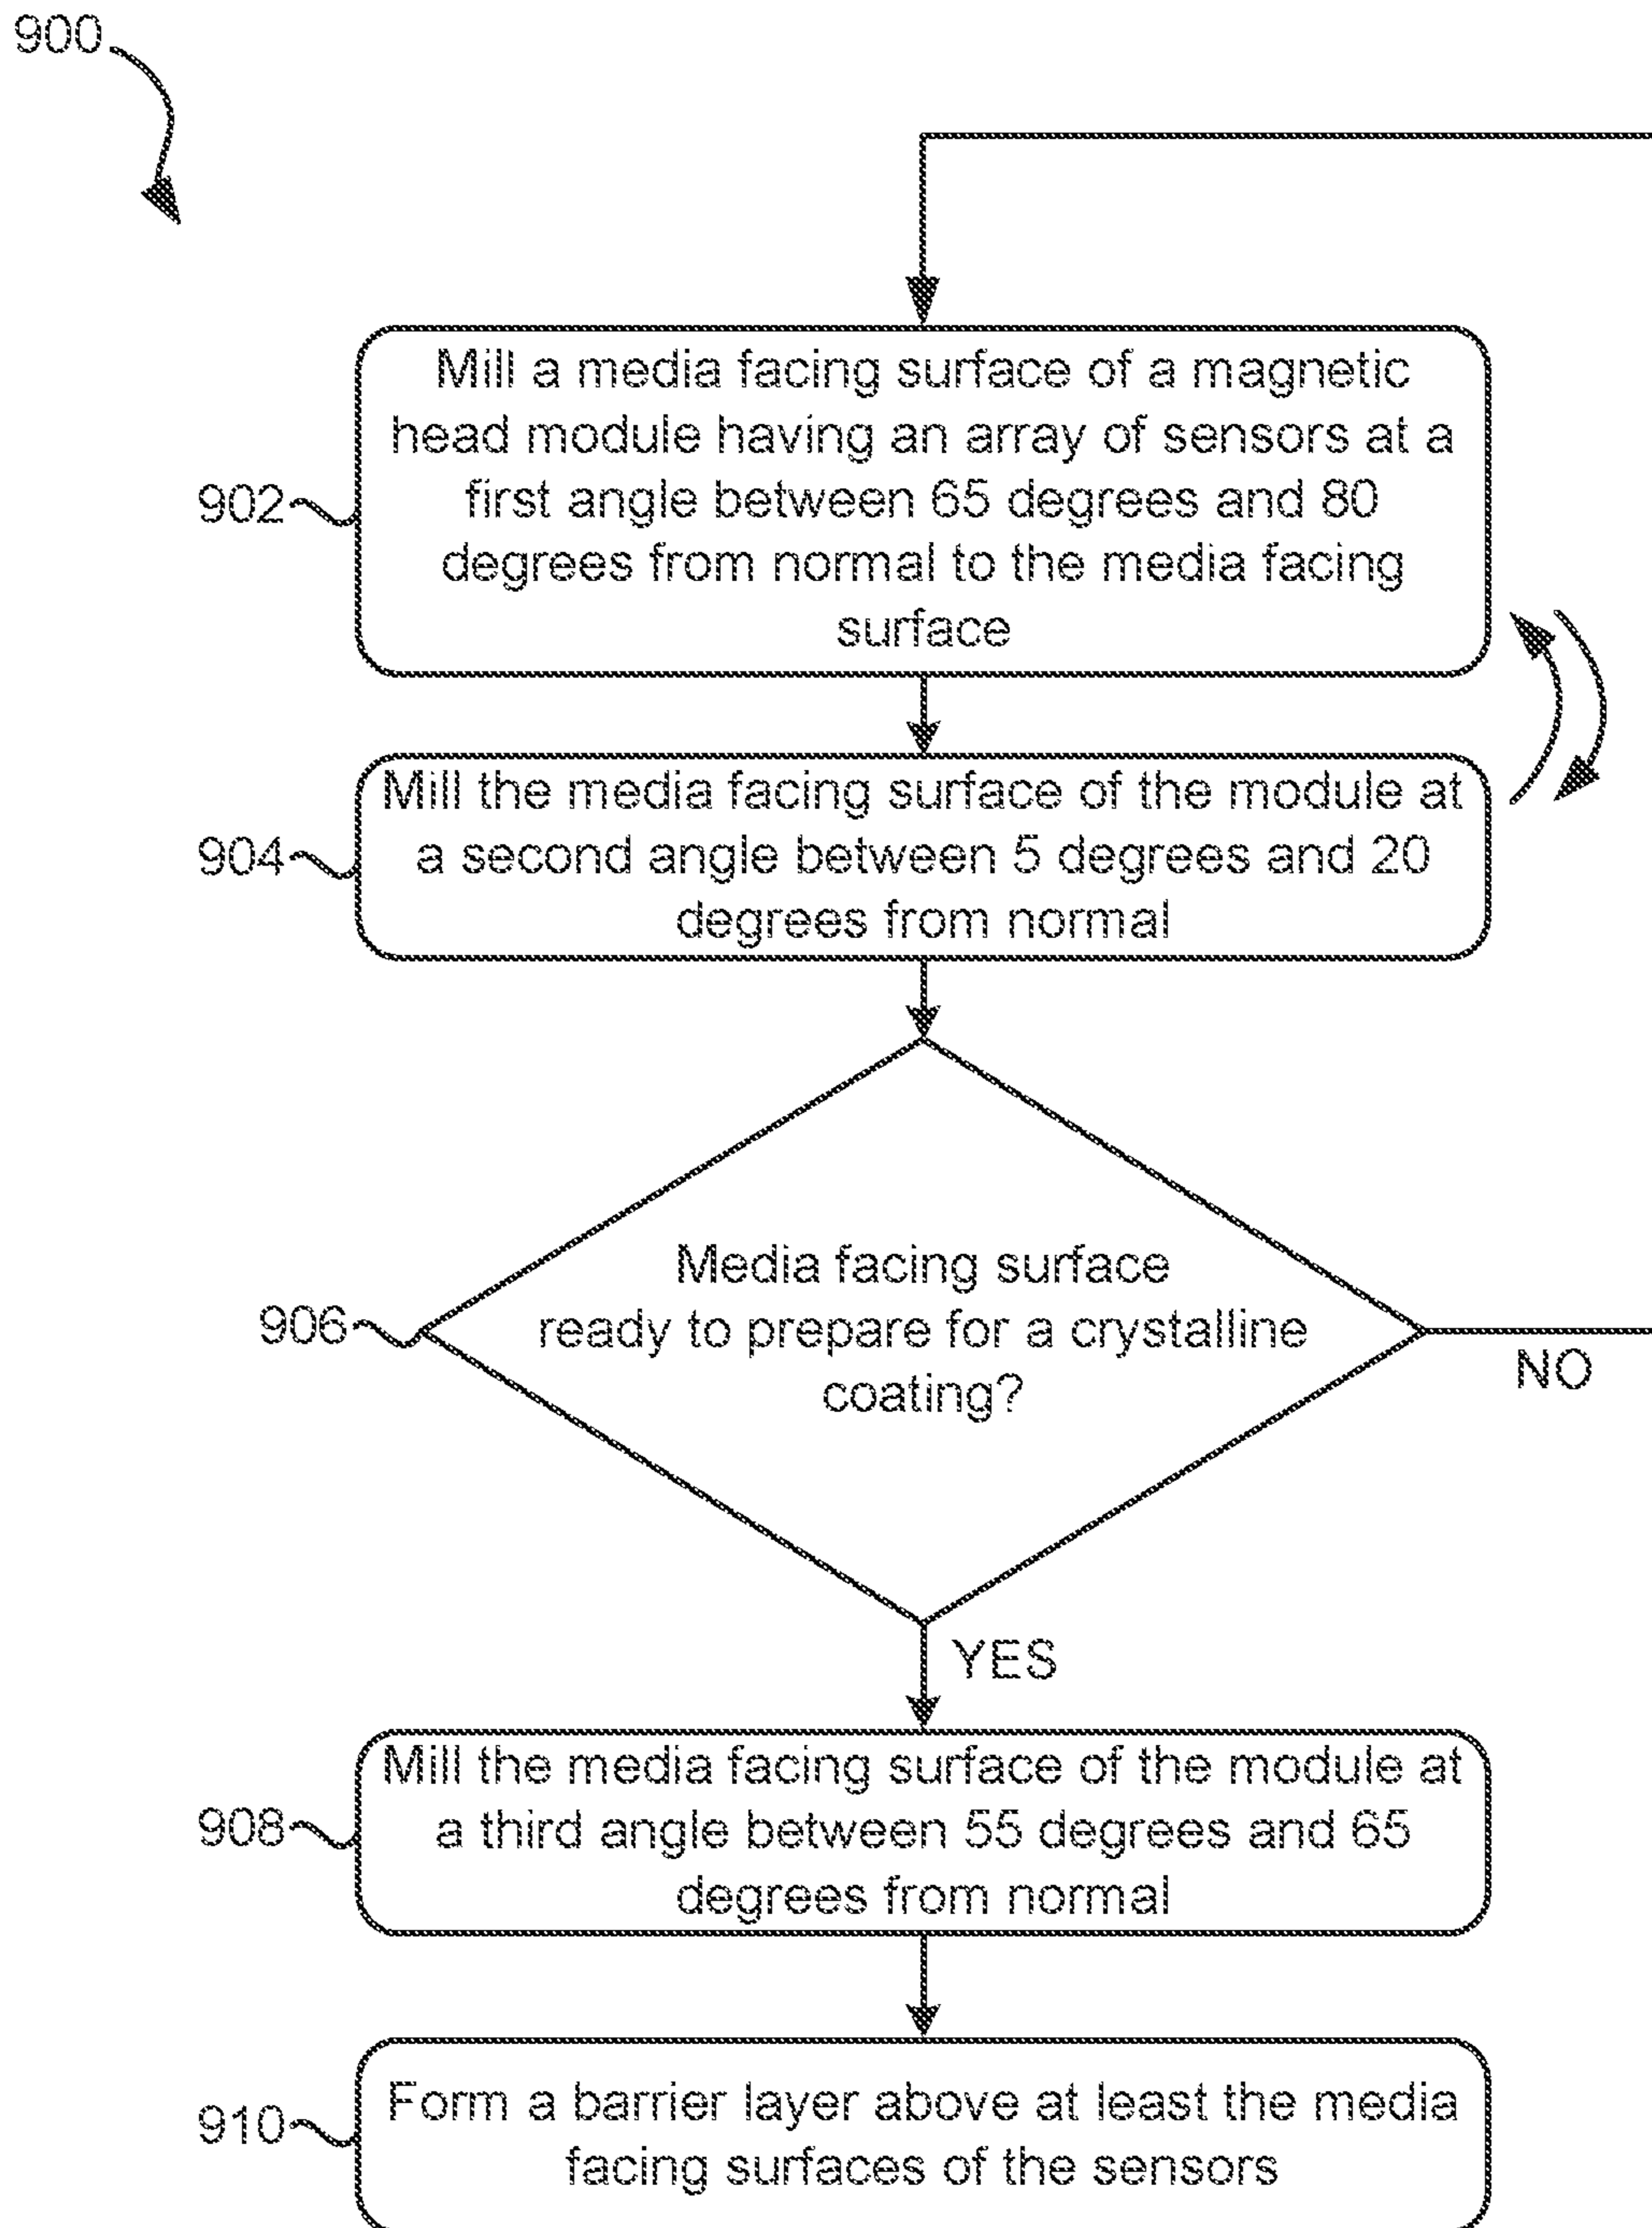 900
Mill a media facing surface of a magnetic
head module having an array of sensors at a
first angle between 65 degrees and 80
degrees from normal to the media facing
surface
902
Mill the media facing surface of the module at
a second angle between 5 degrees and 20
degrees from normal
904
Media facing surface
ready to prepare for a crystalline
coating?
906
NO
YES
Mill the media facing surface of the module at
a third angle between 55 degrees and 65
degrees from normal
908
Form a barrier layer above at least the media
facing surfaces of the sensors
910